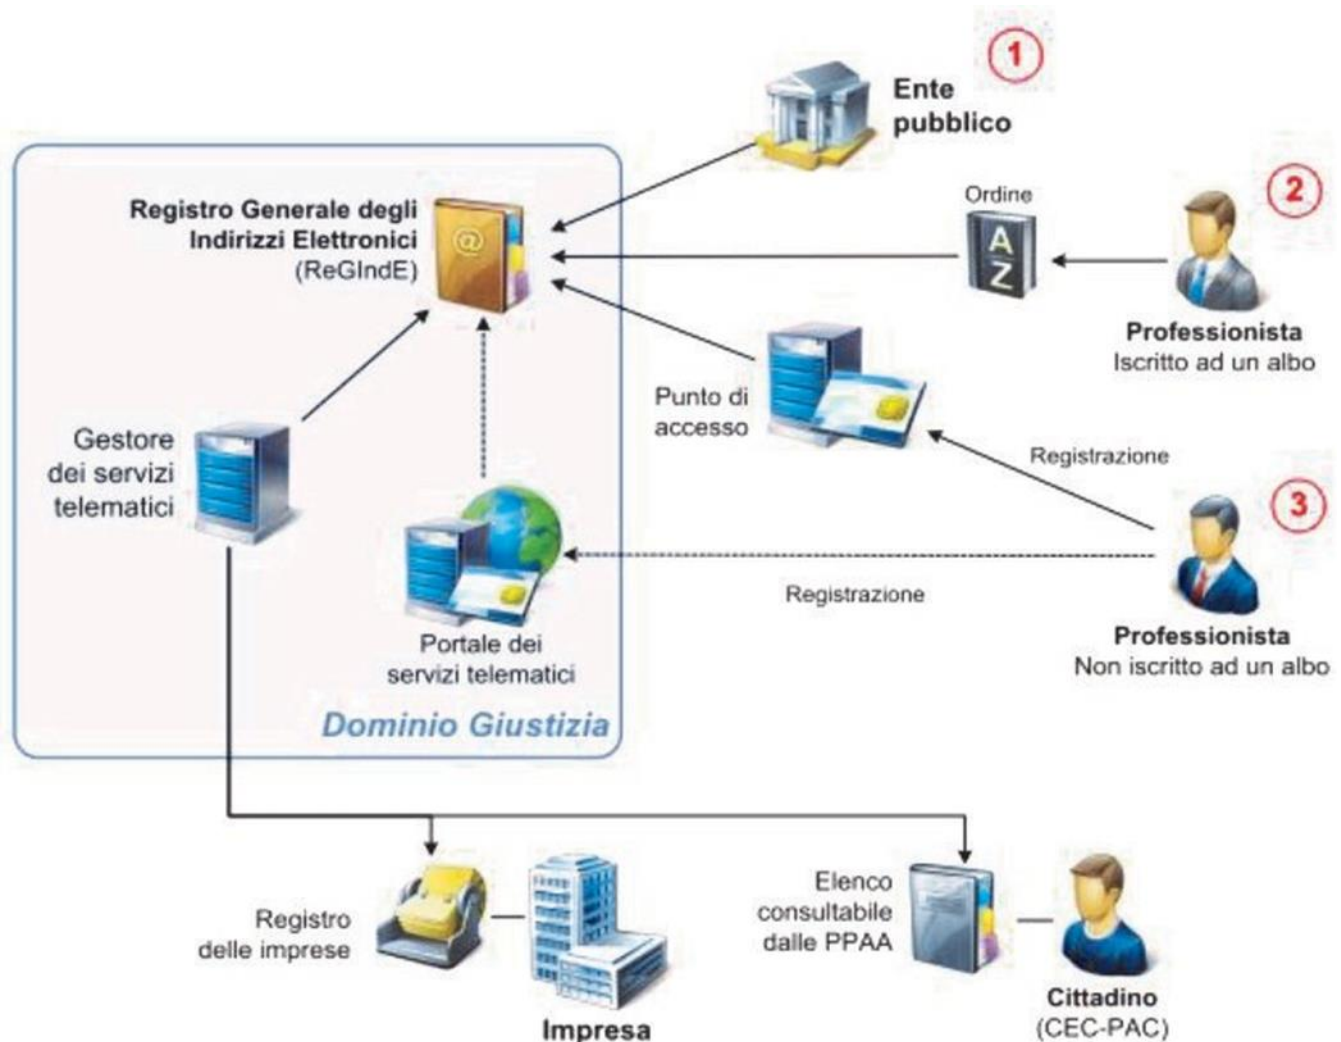 1
Ente
pubblico
2
Ordine
A
Z
Professionista
Iscritto ad un albo
Registro Generale degli
Indirizzi Elettronici
(ReGIndE)
@
Punto di
accesso
Registrazione
Gestore
dei servizi
telematici
3
Registrazione
Professionista
Non iscritto ad un albo
Portale dei
servizi telematici
Dominio Giustizia
Registro
delle imprese
Impresa
Elenco
consultabile
dalle PPAA
Cittadino
(CEC-PAC)